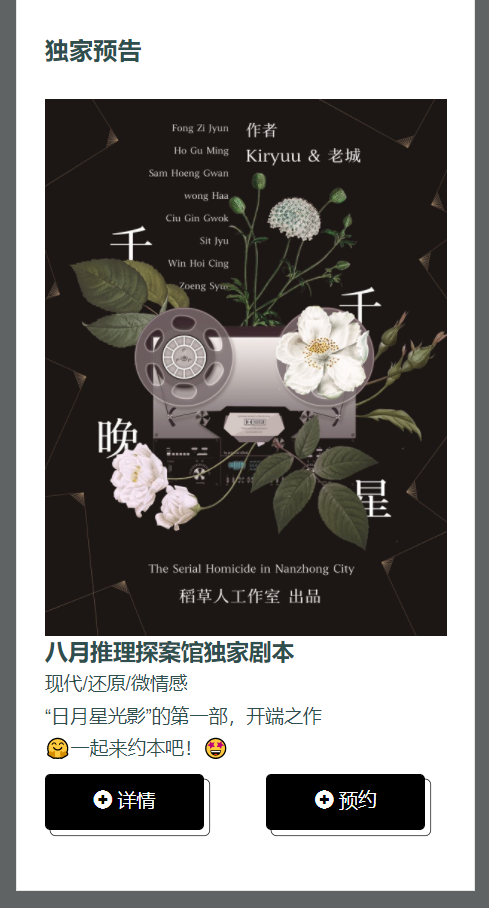 独家预告
Fong Zi Jyun
Ho Gu Ming
Sam Hoeng Gwan
wong Haa
Ciu Gin Gwok
Sit Jyu
Win Hoi Cing
Zoeng Syu
作者
Kiryuu & 老城
千
千
晚
星
The Serial Homicide in Nanzhong City
稻草人工作室 出品
八月推理探案馆独家剧本
现代/还原/微情感
“日月星光影”的第一部，开端之作
🤗一起来约本吧！🤩
详情
预约